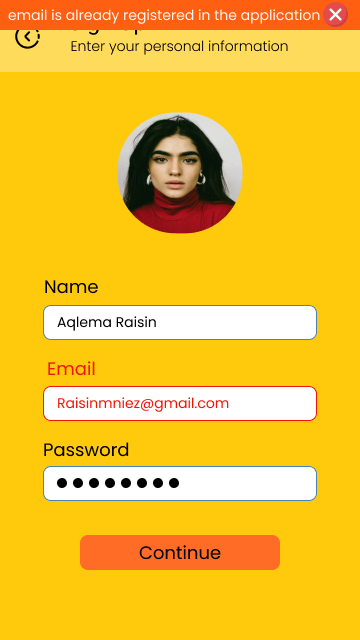 email is already registered in the application
Enter your personal information
Name
Aqlema Raisin
Email
Raisinmniez@gmail.com
Password
Continue